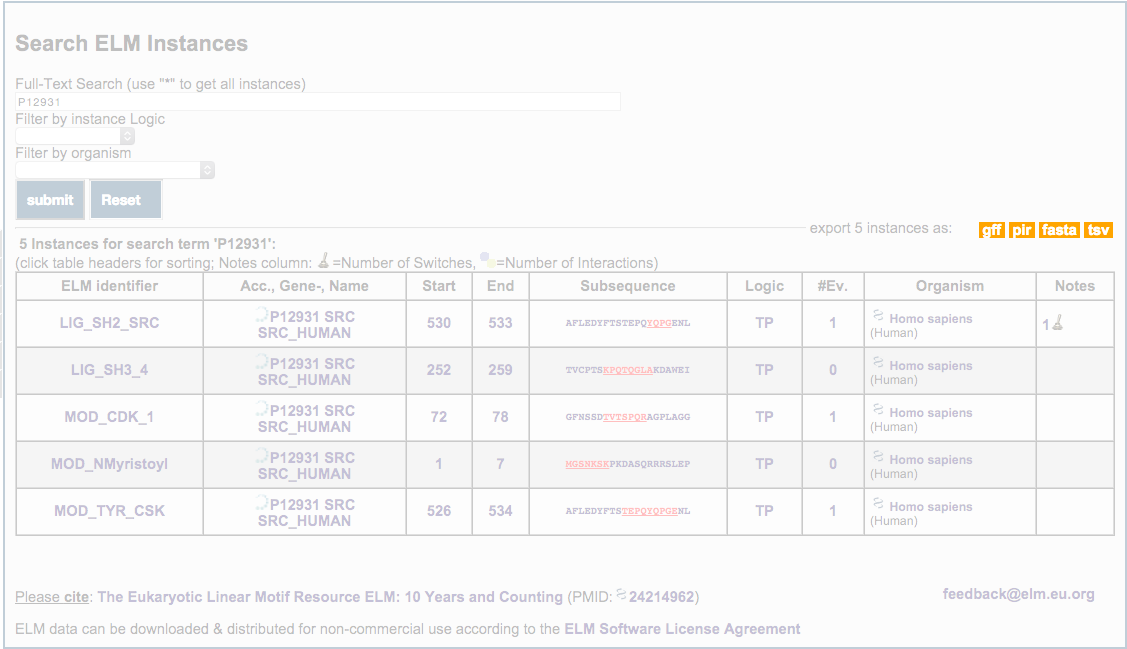 Search ELM Instances
Full-Text Search (use "*" to get all instances)
P12931
Filter by instance Logic
Filter by organism
submit Reset
export 5 instances as: gff pir fasta tsv
5 Instances for search term 'P12931':
(click table headers for sorting; Notes column: =Number of Switches, =Number of Interactions)
ELM identifier Acc., Gene-, Name Start End Subsequence Logic #Ev. Organism Notes
LIG_SH2_SRC P12931 SRC SRC_HUMAN 530 533 AFLEDYFTSTEPQYQPGENL TP 1 Homo sapiens (Human) 1
LIG_SH3_4 P12931 SRC SRC_HUMAN 252 259 TVCPTSKPQTQGLAKDAWEI TP 0 Homo sapiens (Human)
MOD_CDK_1 P12931 SRC SRC_HUMAN 72 78 GFNSSDTVTSPQRAGPLAGG TP 1 Homo sapiens (Human)
MOD_NMyristoyl P12931 SRC SRC_HUMAN 1 7 MGSNKSKPKDASQRRRSLEP TP 0 Homo sapiens (Human)
MOD_TYR_CSK P12931 SRC SRC_HUMAN 526 534 AFLEDYFTSTEPQYQPGENL TP 1 Homo sapiens (Human)
Please cite: The Eukaryotic Linear Motif Resource ELM: 10 Years and Counting (PMID: 24214962)
feedback@elm.eu.org
ELM data can be downloaded & distributed for non-commercial use according to the ELM Software License Agreement